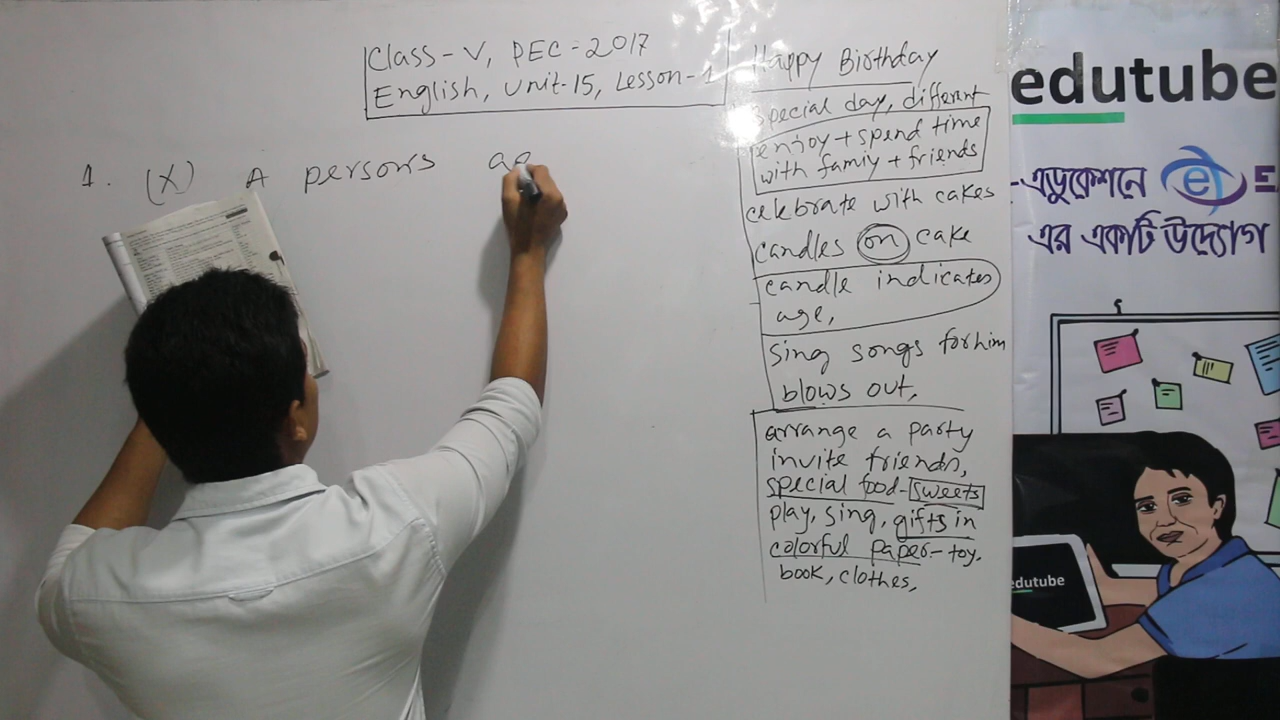 Class-V, PEC-2017
English, Unit-15, Lesson-1
1. (X) A persons ag
Happy Birthday
special day, different
enjoy + spend time
with famiy + friends
celebrate with cakes
candles on cake
candle indicates
age,
sing songs for him
blows out,
arrange a party
invite friends,
special food-sweets
play, sing, gifts in
colorful paper-toy,
book, clothes,
edutube
-এডুকেশনে
এর একটি উদ্যোগ
edutube